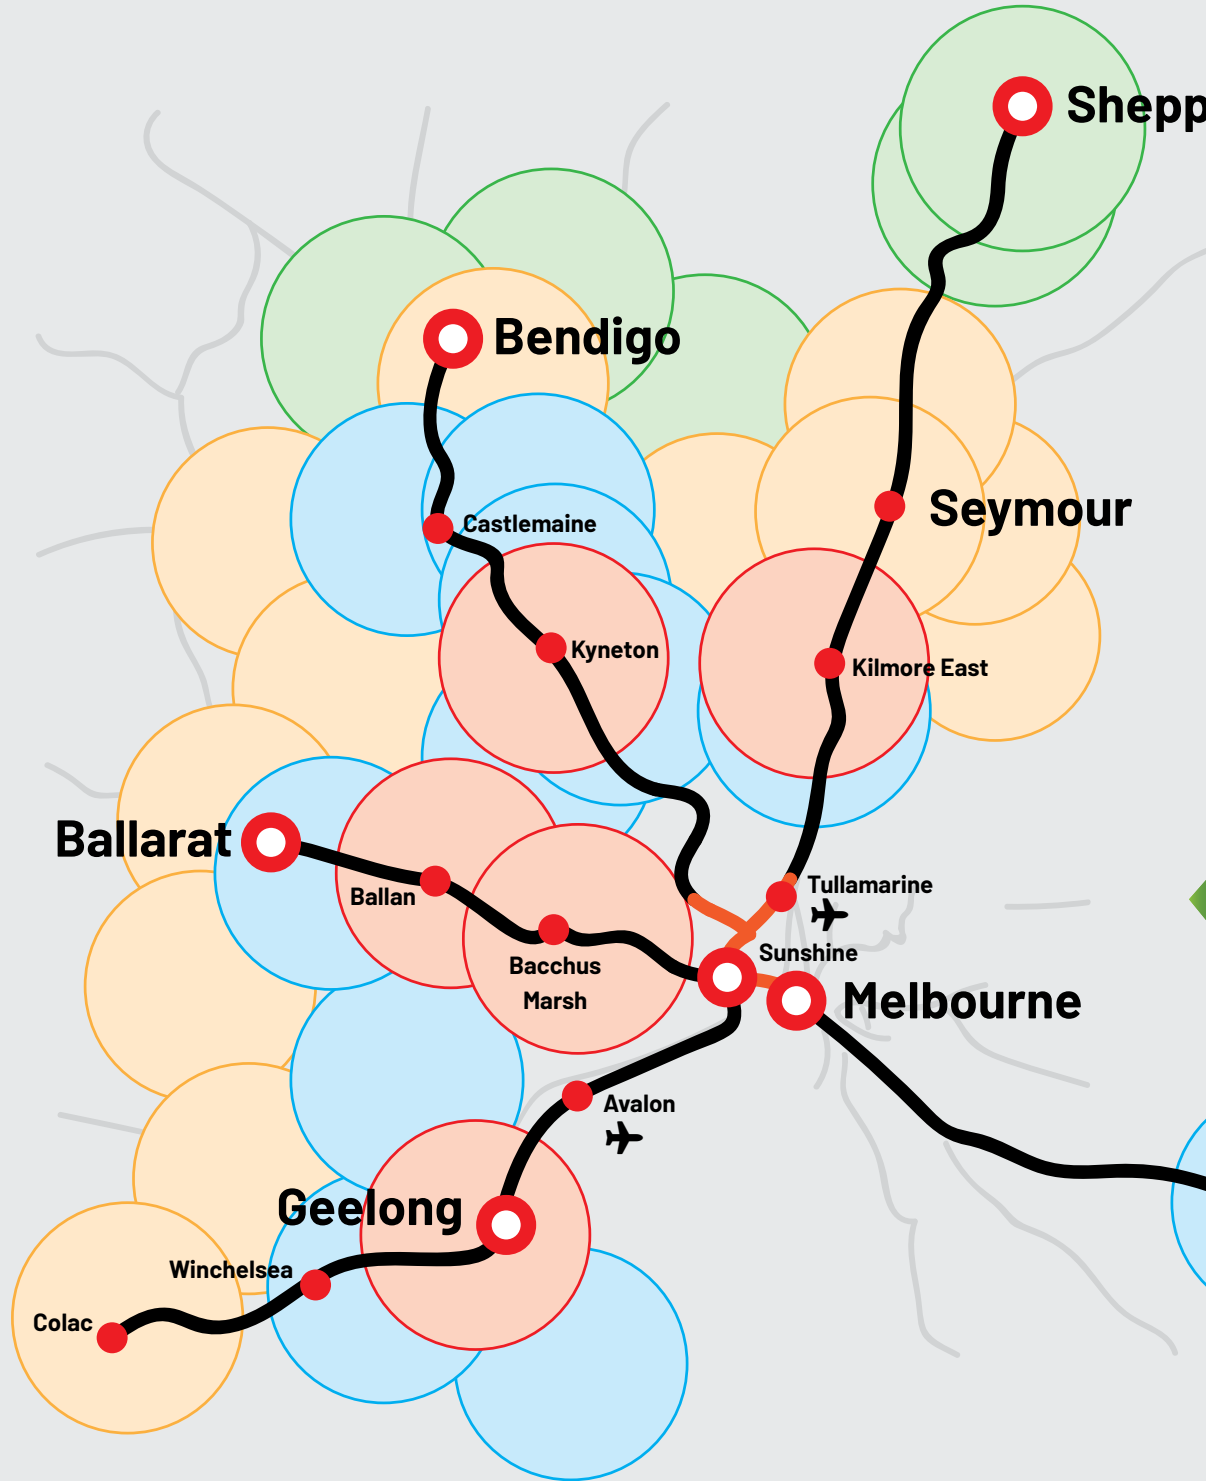 Shepp
Bendigo
Seymour
Castlemaine
Kyneton
Kilmore East
Ballarat
Ballan
Tullamarine
Bacchus
Marsh
Sunshine
Melbourne
Avalon
Geelong
Winchelsea
Colac